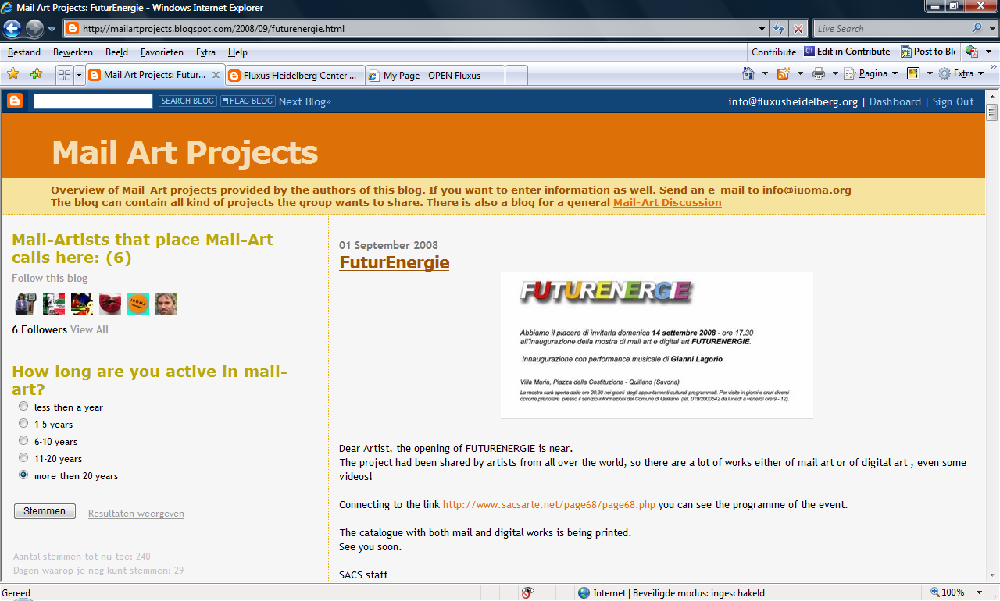 Mail Art Projects: FuturEnergie - Windows Internet Explorer
http://mailartprojects.blogspot.com/2008/09/futurenergie.html
Live Search
Bestand Bewerken Beeld Favorieten Extra Help
Contribute Edit in Contribute Post to Blo
Mail Art Projects: Futur... Fluxus Heidelberg Center ... My Page - OPEN Fluxus
Pagina Extra
SEARCH BLOG FLAG BLOG Next Blog»
info@fluxusheidelberg.org | Dashboard | Sign Out
Mail Art Projects
Overview of Mail-Art projects provided by the authors of this blog. If you want to enter information as well. Send an e-mail to info@iuoma.org
The blog can contain all kind of projects the group wants to share. There is also a blog for a general Mail-Art Discussion
Mail-Artists that place Mail-Art
calls here: (6)
Follow this blog
IUOMA
6 Followers View All
How long are you active in mail-
art?
less then a year
1-5 years
6-10 years
11-20 years
more then 20 years
Stemmen Resultaten weergeven
Aantal stemmen tot nu toe: 240
Dagen waarop je nog kunt stemmen: 29
01 September 2008
FuturEnergie
FUTURENERGIE
Abbiamo il piacere di invitarla domenica 14 settembre 2008 - ore 17,30
all'inaugurazione della mostra di mail art e digital art FUTURENERGIE.
Innaugurazione con performance musicale di Gianni Lagorio
Villa Maria, Piazza della Costituzione - Quiliano (Savona)
La mostra sarà aperta dalle ore 20,30 nei giorni degli appuntamenti culturali programmati. Per visite in giorni e orari diversi
occorre prenotare presso il servzio informazioni del Comune di Quiliano (tel. 019/2000542 da lunedì a venerdì ore 9 - 12).
Dear Artist, the opening of FUTURENERGIE is near.
The project had been shared by artists from all over the world, so there are a lot of works either of mail art or of digital art , even some
videos!
Connecting to the link http://www.sacsarte.net/page68/page68.php you can see the programme of the event.
The catalogue with both mail and digital works is being printed.
See you soon.
SACS staff
Gereed
Internet | Beveiligde modus: ingeschakeld
100%